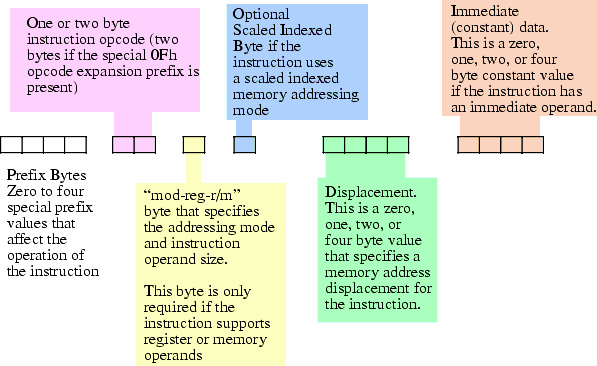 One or two byte
instruction opcode (two
bytes if the special 0Fh
opcode expansion prefix is
present)
Optional
Scaled Indexed
Byte if the
instruction uses
a scaled indexed
memory addressing
mode
Immediate
(constant) data.
This is a zero,
one, two, or four
byte constant value
if the instruction has
an immediate operand.
Prefix Bytes
Zero to four
special prefix
values that
affect the
operation of
the instruction
“mod-reg-r/m”
byte that specifies
the addressing mode
and instruction
operand size.
This byte is only
required if the
instruction supports
register or memory
operands
Displacement.
This is a zero,
one, two, or
four byte value
that specifies a
memory address
displacement for
the instruction.